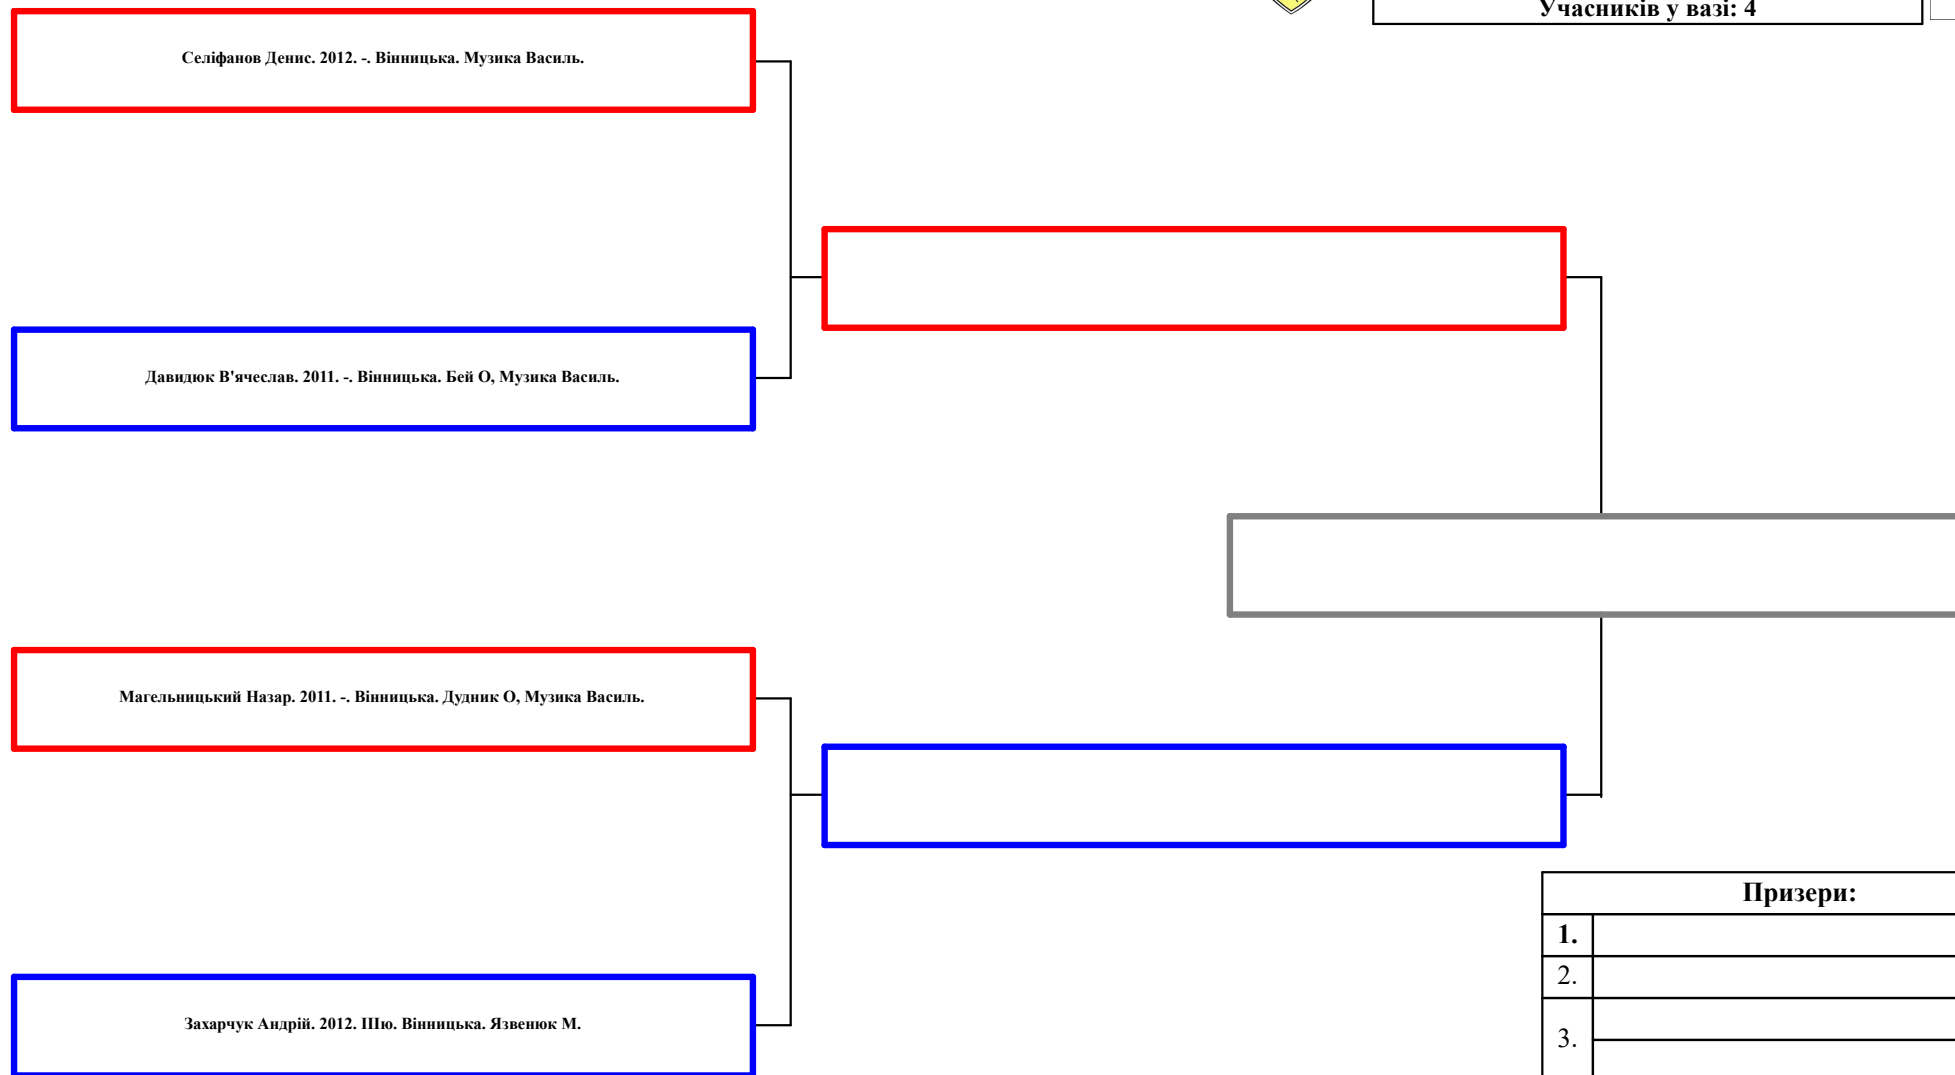 Учасників у вазі: 4
Селіфанов Денис. 2012. -. Вінницька. Музика Василь.
Давидюк В'ячеслав. 2011. -. Вінницька. Бей О, Музика Василь.
Магельницький Назар. 2011. -. Вінницька. Дудник О, Музика Василь.
Захарчук Андрій. 2012. ІІІю. Вінницька. Язвенюк М.
Призери:
1.
2.
3.